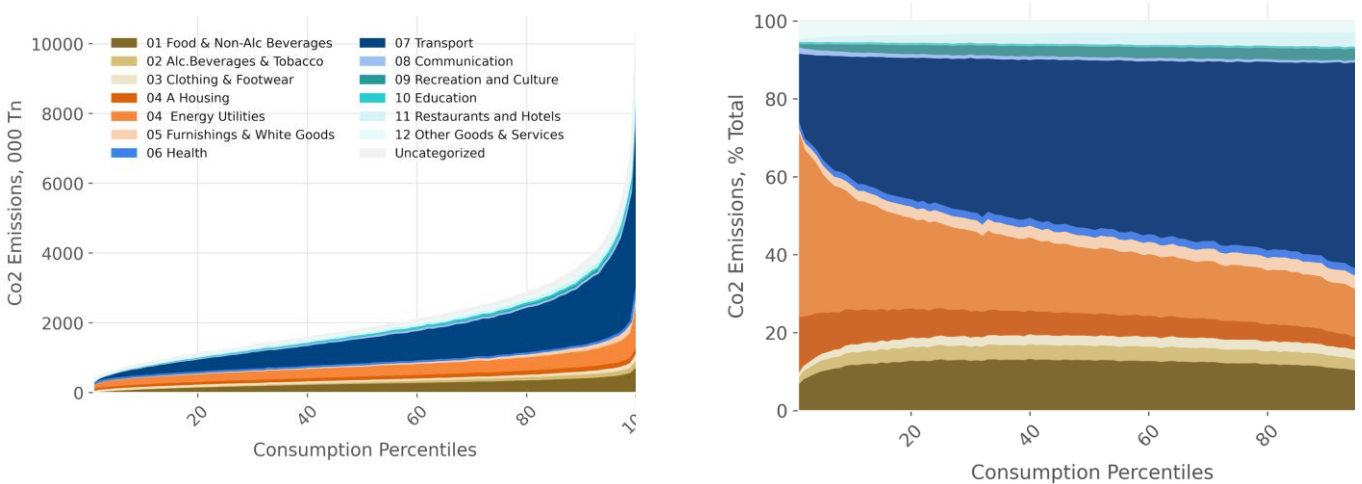 Co2 Emissions, 000 Tn
10000
8000
6000
4000
2000
0
01 Food & Non-Alc Beverages
02 Alc.Beverages & Tobacco
03 Clothing & Footwear
04 A Housing
04 Energy Utilities
05 Furnishings & White Goods
06 Health
07 Transport
08 Communication
09 Recreation and Culture
10 Education
11 Restaurants and Hotels
12 Other Goods & Services
Uncategorized
20
40
60
80
10
Consumption Percentiles
Co2 Emissions, % Total
100
80
60
40
20
0
20
40
60
80
Consumption Percentiles